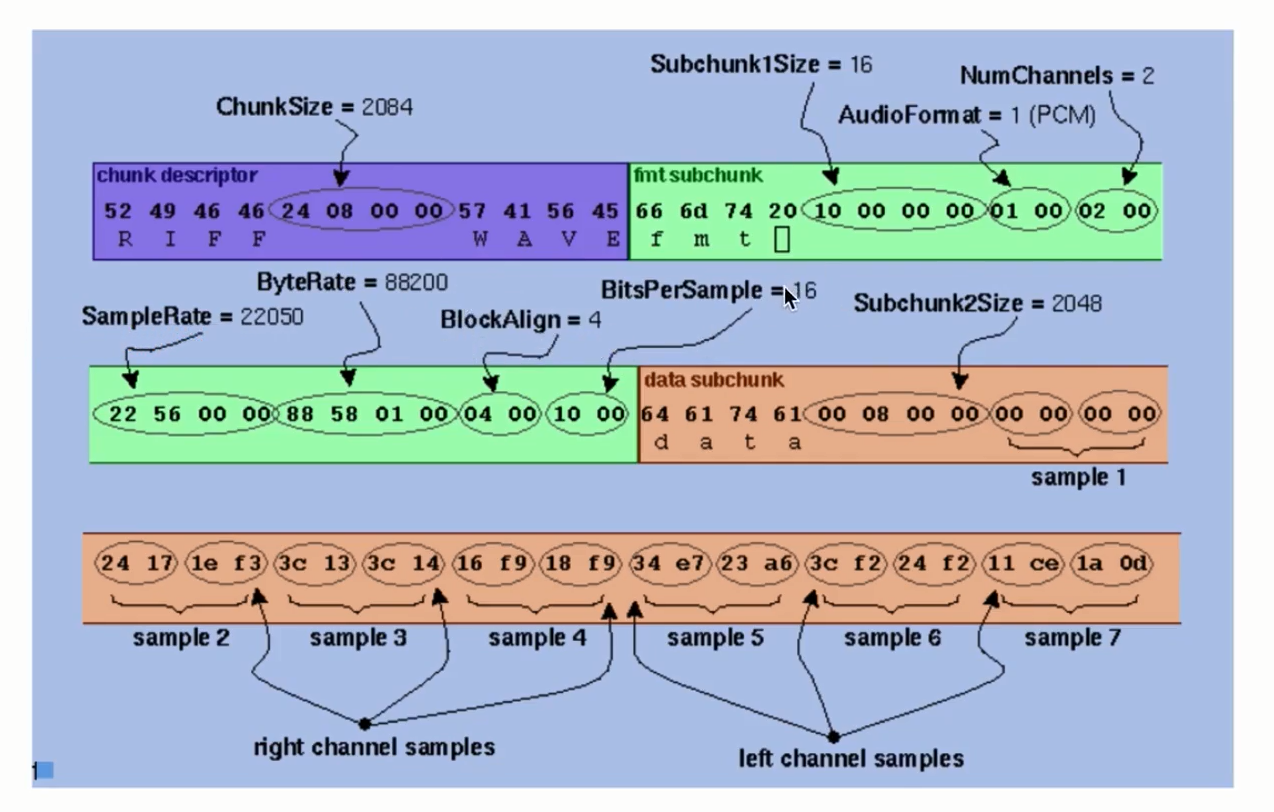 Subchunk1Size = 16
NumChannels = 2
ChunkSize = 2084
AudioFormat = 1 (PCM)
chunk descriptor
fmt subchunk
52 49 46 46 24 08 00 00 57 41 56 45 66 6d 74 20 10 00 00 00 01 00 02 00
R I F F W A V E f m t
ByteRate = 88200
BitsPerSample = 16
Subchunk2Size = 2048
SampleRate = 22050
BlockAlign = 4
data subchunk
22 56 00 00 88 58 01 00 04 00 10 00 64 61 74 61 00 08 00 00 00 00 00 00
d a t a
sample 1
24 17 1e f3 3c 13 3c 14 16 f9 18 f9 34 e7 23 a6 3c f2 24 f2 11 ce 1a 0d
sample 2 sample 3 sample 4 sample 5 sample 6 sample 7
right channel samples
left channel samples